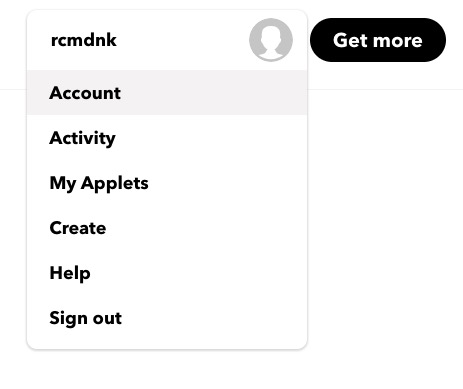 rcmdnk
Get more
Account
Activity
My Applets
Create
Help
Sign out